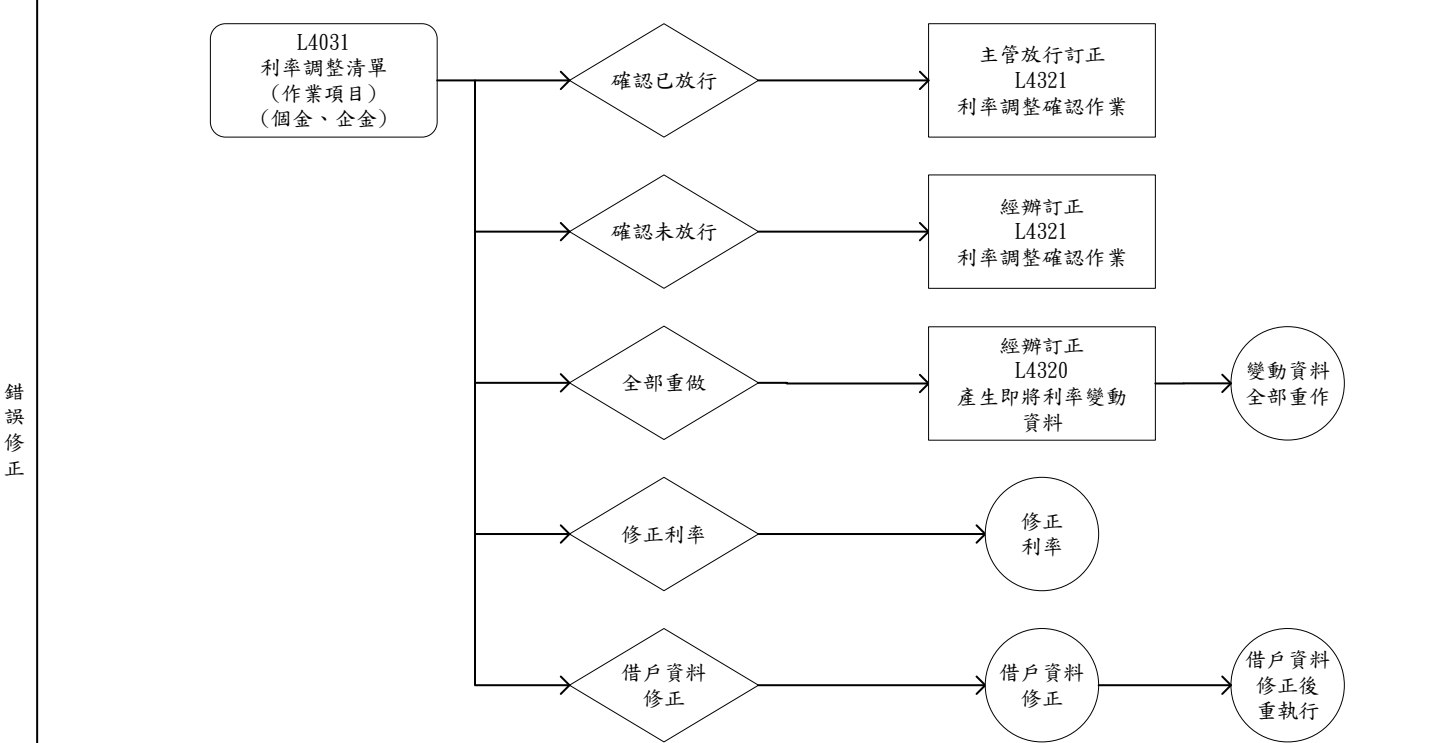 L4031
利率調整清單
(作業項目)
(個金、企金)
確認已放行
主管放行訂正
L4321
利率調整確認作業
確認未放行
經辦訂正
L4321
利率調整確認作業
錯
誤
修
正
全部重做
經辦訂正
L4320
產生即將利率變動
資料
變動資料
全部重作
修正利率
修正
利率
借戶資料
修正
借戶資料
修正
借戶資料
修正後
重執行